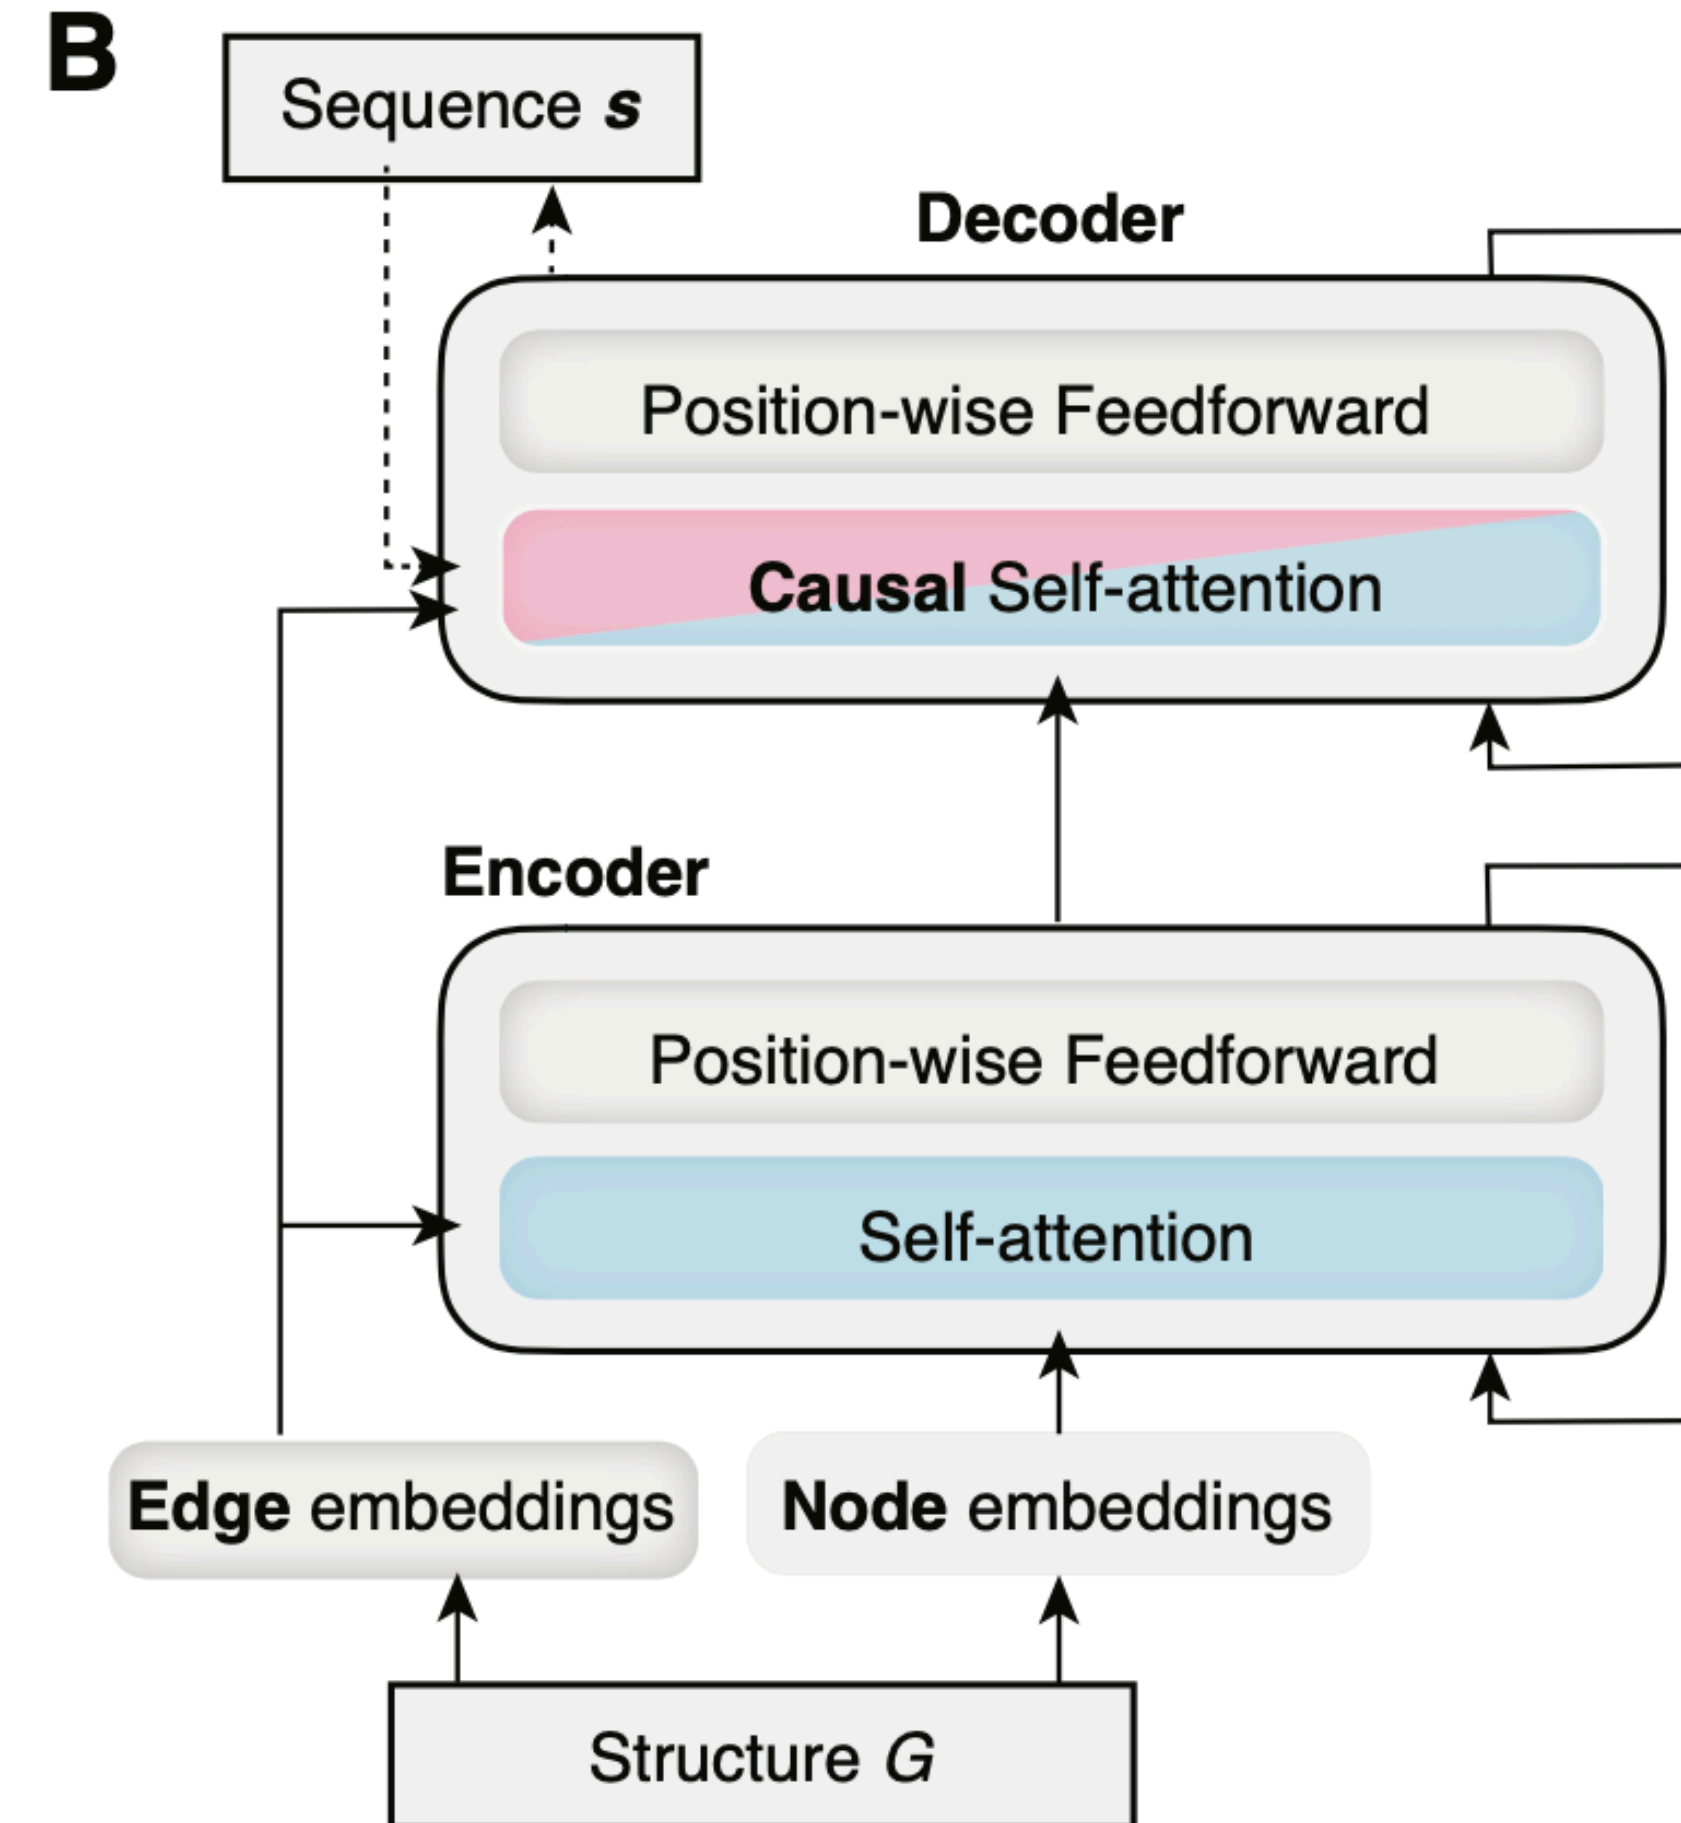 B
Sequence s
Decoder
Position-wise Feedforward
Causal Self-attention
Encoder
Position-wise Feedforward
Self-attention
Edge embeddings
Node embeddings
Structure G